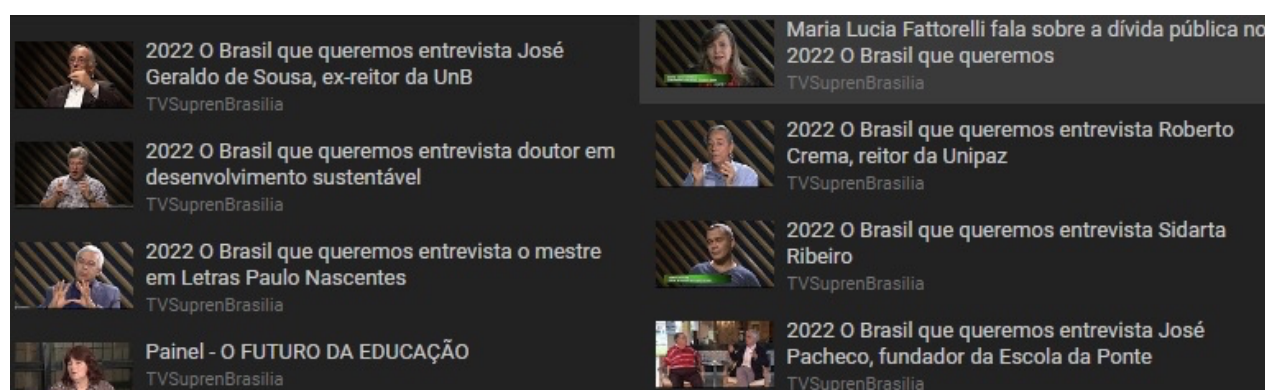 2022 O Brasil que queremos entrevista José
Geraldo de Sousa, ex-reitor da UnB
TVSuprenBrasilia
2022 O Brasil que queremos entrevista doutor em
desenvolvimento sustentável
TVSuprenBrasilia
2022 O Brasil que queremos entrevista o mestre
em Letras Paulo Nascentes
TVSuprenBrasilia
Painel - O FUTURO DA EDUCAÇÃO
TVSuprenBrasilia
Maria Lucia Fattorelli fala sobre a dívida pública no
2022 O Brasil que queremos
TVSuprenBrasilia
2022 O Brasil que queremos entrevista Roberto
Crema, reitor da Unipaz
TVSuprenBrasilia
2022 O Brasil que queremos entrevista Sidarta
Ribeiro
TVSuprenBrasilia
2022 O Brasil que queremos entrevista José
Pacheco, fundador da Escola da Ponte
TVSuprenBrasilia